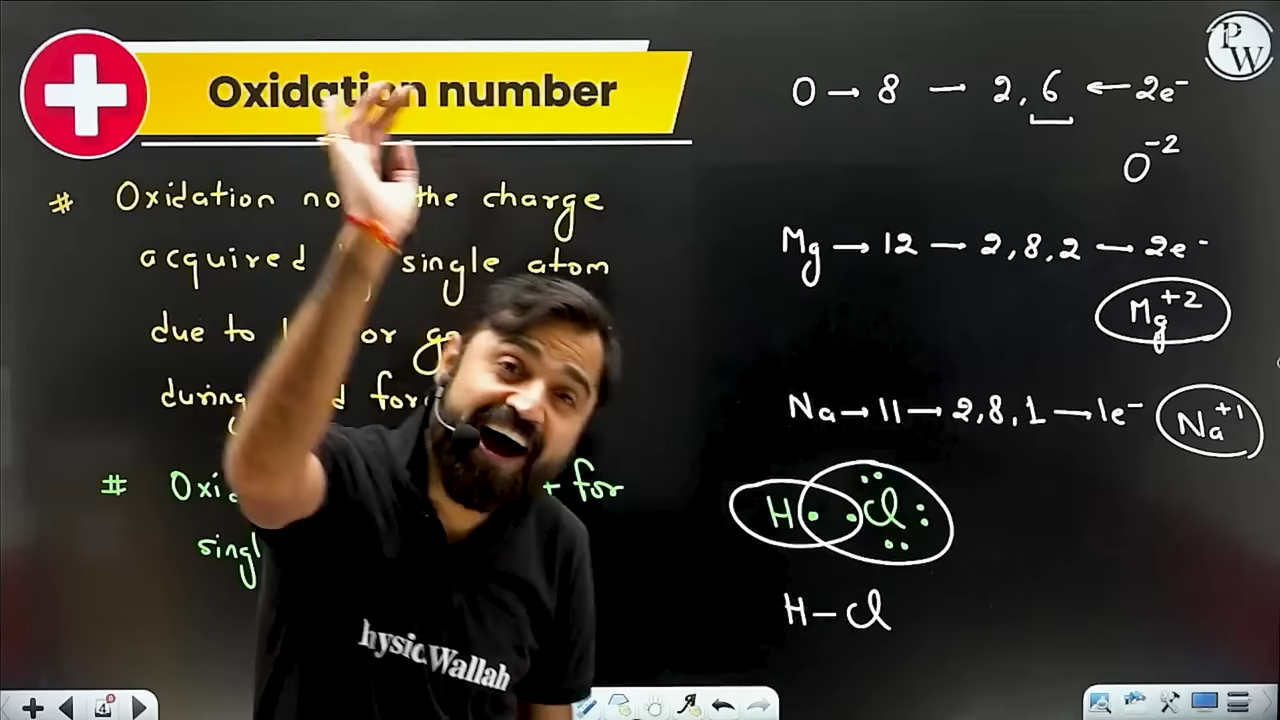 Oxidation number
# Oxidation no the charge
acquired single atom
due to or
during
#
for
O → 8 — 2, 6 ← 2e⁻
O⁻²
Mg → 12 — 2,8,2 → 2e⁻
Mg⁺²
Na → 11 → 2,8,1 → 1e⁻ Na⁺¹
H Cl
H – Cl
PW
hysicsWallah
4